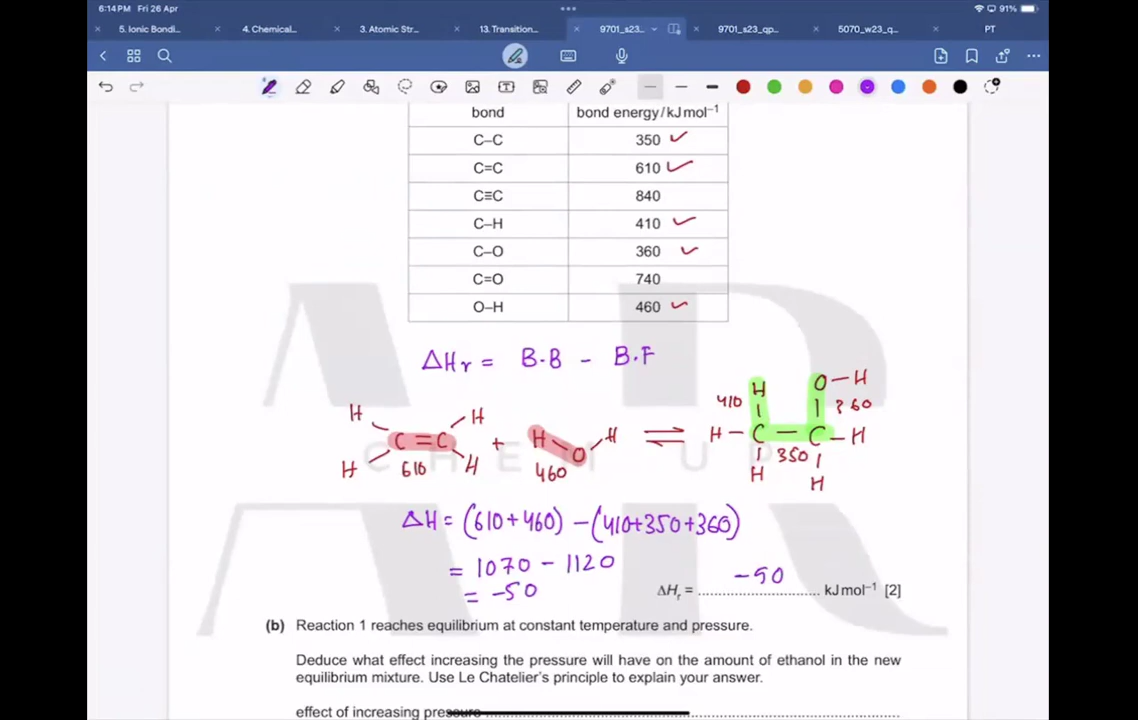 6:14 PM Fri 26 Apr
91%
5. Ionic Bondi...
4. Chemical...
3. Atomic Str...
13. Transition...
9701_s23...
9701_s23_qp...
5070_w23_q...
PT
bond bond energy/kJ mol⁻¹
C–C 350 ✓
C=C 610 ✓
C≡C 840
C–H 410 ✓
C–O 360 ✓
C=O 740
O–H 460 ✓
ΔHr = B.B - B.F
H H H O–H
410 360
C=C + H O H ⇌ H – C – C – H
H H 610 460 350
H H
CHEM UP
AR
ΔH = (610+460) – (410+350+360)
= 1070 – 1120
= -50
-50
ΔHr = ........................ kJ mol⁻¹ [2]
(b) Reaction 1 reaches equilibrium at constant temperature and pressure.
Deduce what effect increasing the pressure will have on the amount of ethanol in the new
equilibrium mixture. Use Le Chatelier's principle to explain your answer.
effect of increasing pressure